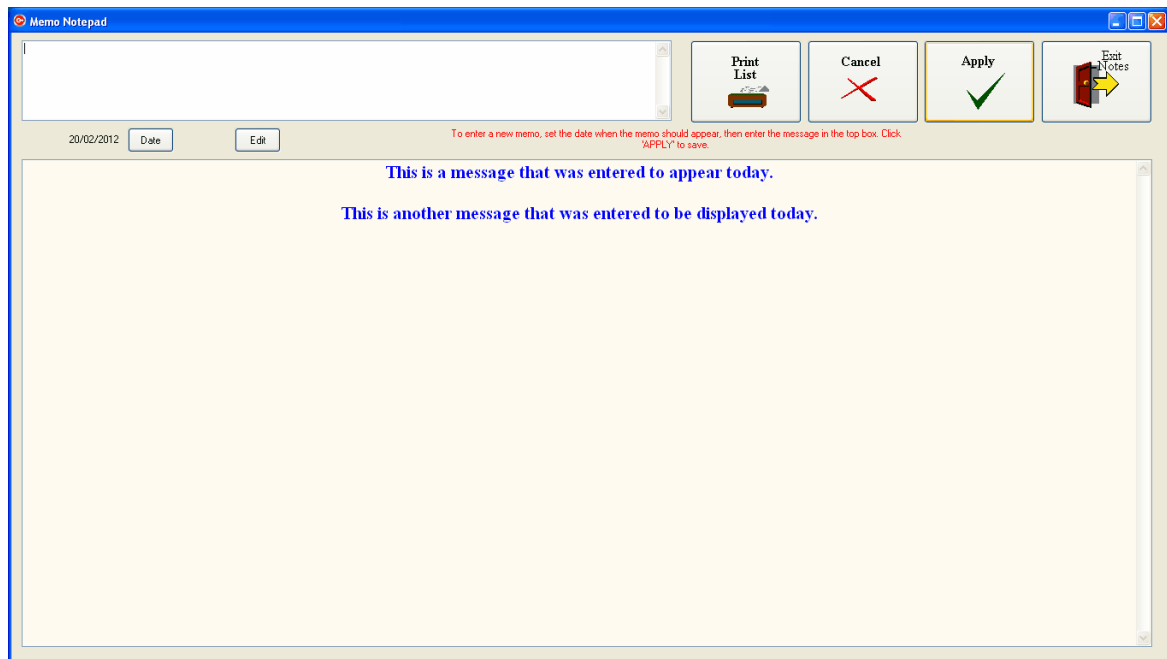 Memo Notepad
Print
List
Cancel
Apply
Exit
Notes
20/02/2012
Date
Edit
To enter a new memo, set the date when the memo should appear, then enter the message in the top box. Click
'APPLY' to save.
This is a message that was entered to appear today.
This is another message that was entered to be displayed today.